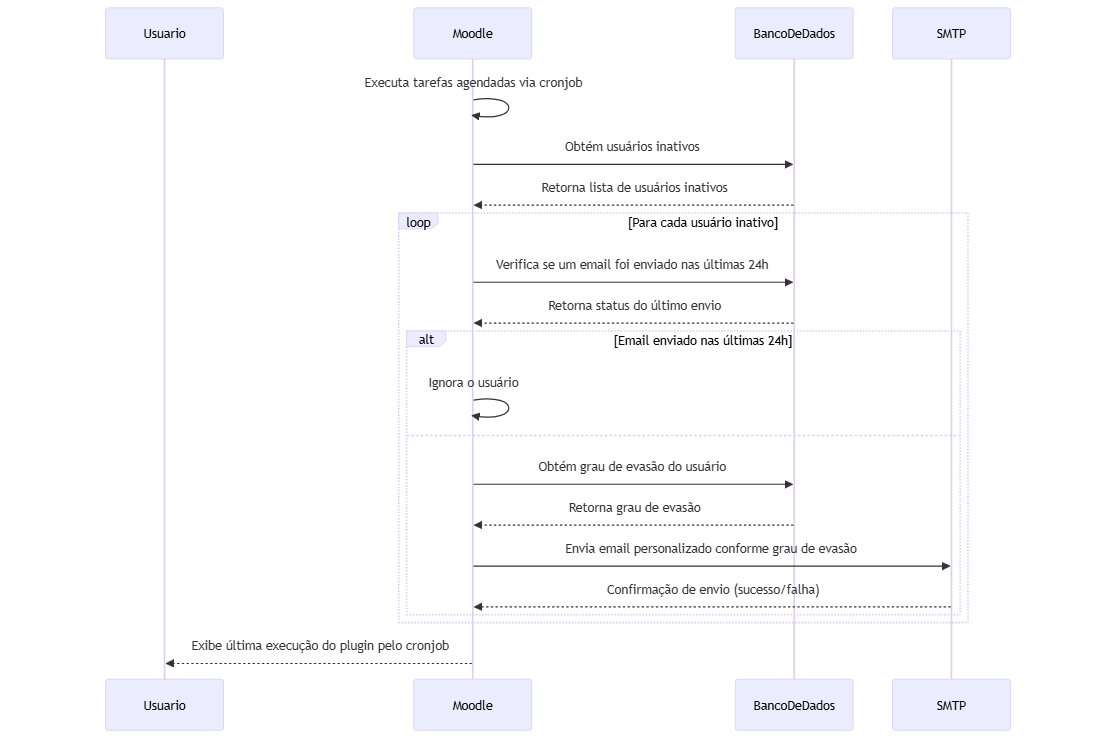 Usuario
Moodle
BancoDeDados
SMTP
Executa tarefas agendadas via cronjob
Obtém usuários inativos
Retorna lista de usuários inativos
loop
[Para cada usuário inativo]
Verifica se um email foi enviado nas últimas 24h
Retorna status do último envio
alt
[Email enviado nas últimas 24h]
Ignora o usuário
Obtém grau de evasão do usuário
Retorna grau de evasão
Envia email personalizado conforme grau de evasão
Confirmação de envio (sucesso/falha)
Exibe última execução do plugin pelo cronjob
Usuario
Moodle
BancoDeDados
SMTP